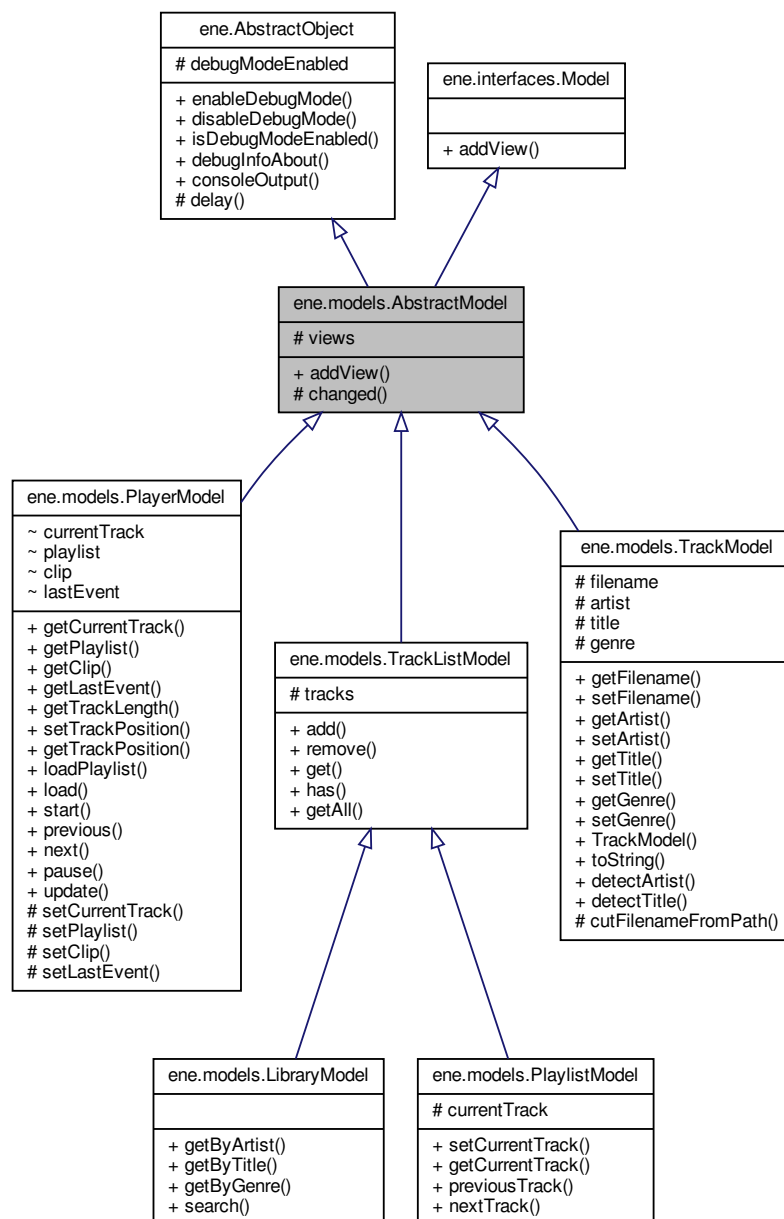 ene.AbstractObject
# debugModeEnabled
+ enableDebugMode()
+ disableDebugMode()
+ isDebugModeEnabled()
+ debugInfoAbout()
+ consoleOutput()
# delay()
ene.interfaces.Model
+ addView()
ene.models.AbstractModel
# views
+ addView()
# changed()
ene.models.PlayerModel
~ currentTrack
~ playlist
~ clip
~ lastEvent
+ getCurrentTrack()
+ getPlaylist()
+ getClip()
+ getLastEvent()
+ getTrackLength()
+ setTrackPosition()
+ getTrackPosition()
+ loadPlaylist()
+ load()
+ start()
+ previous()
+ next()
+ pause()
+ update()
# setCurrentTrack()
# setPlaylist()
# setClip()
# setLastEvent()
ene.models.TrackListModel
# tracks
+ add()
+ remove()
+ get()
+ has()
+ getAll()
ene.models.TrackModel
# filename
# artist
# title
# genre
+ getFilename()
+ setFilename()
+ getArtist()
+ setArtist()
+ getTitle()
+ setTitle()
+ getGenre()
+ setGenre()
+ TrackModel()
+ toString()
+ detectArtist()
+ detectTitle()
# cutFilenameFromPath()
ene.models.LibraryModel
+ getByArtist()
+ getByTitle()
+ getByGenre()
+ search()
ene.models.PlaylistModel
# currentTrack
+ setCurrentTrack()
+ getCurrentTrack()
+ previousTrack()
+ nextTrack()